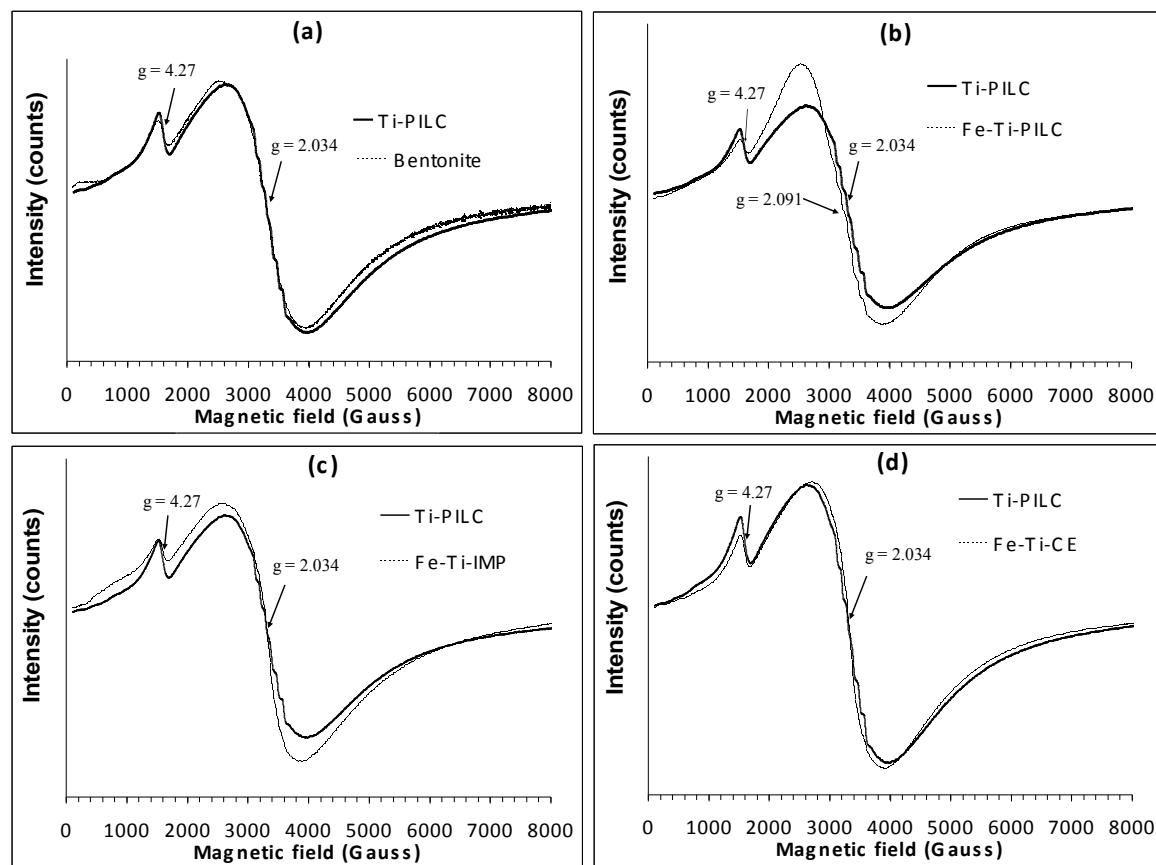 (a)
g = 4.27
Ti-PILC
g = 2.034
Bentonite
Intensity (counts)
0 1000 2000 3000 4000 5000 6000 7000 8000
Magnetic field (Gauss)
(b)
g = 4.27
Ti-PILC
Fe-Ti-PILC
g = 2.034
g = 2.091
Intensity (counts)
0 1000 2000 3000 4000 5000 6000 7000 8000
Magnetic field (Gauss)
(c)
g = 4.27
Ti-PILC
Fe-Ti-IMP
g = 2.034
Intensity (counts)
0 1000 2000 3000 4000 5000 6000 7000 8000
Magnetic field (Gauss)
(d)
g = 4.27
Ti-PILC
Fe-Ti-CE
g = 2.034
Intensity (counts)
0 1000 2000 3000 4000 5000 6000 7000 8000
Magnetic field (Gauss)